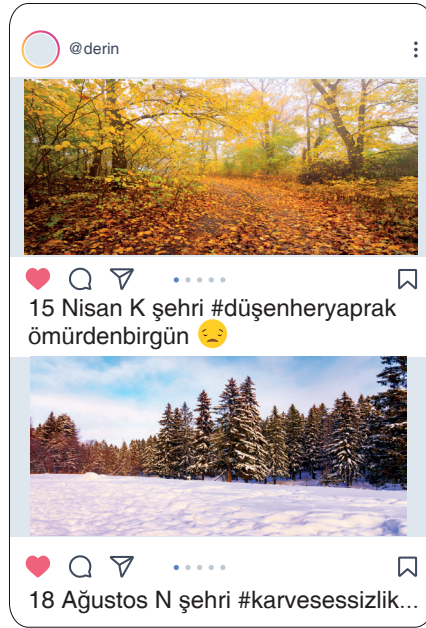 @derin
15 Nisan K şehri #düşenheryaprak
ömürdenbirgün 😔
18 Ağustos N şehri #karvesessizlik...